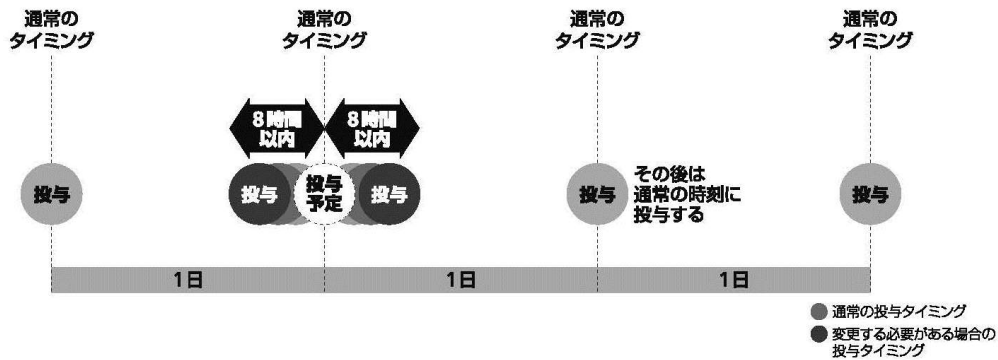 通常の
タイミング
通常の
タイミング
通常の
タイミング
通常の
タイミング
8時間
以内
8時間
以内
投与
投与
投与
予定
投与
投与
その後は
通常の時刻に
投与する
投与
1日
1日
1日
通常の投与タイミング
変更する必要がある場合の
投与タイミング